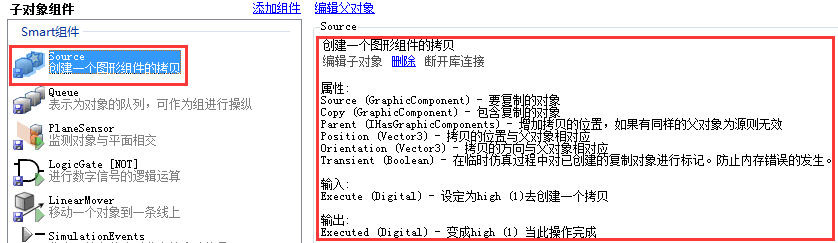 子对象组件
添加组件
编辑父对象
Smart组件
Source
创建一个图形组件的拷贝
Queue
表示为对象的队列，可作为组进行操纵
PlaneSensor
监测对象与平面相交
LogicGate [NOT]
进行数字信号的逻辑运算
LinearMover
移动一个对象到一条线上
SimulationEvents
Source
创建一个图形组件的拷贝
编辑子对象 删除 断开库连接
属性:
Source (GraphicComponent) - 要复制的对象
Copy (GraphicComponent) - 包含复制的对象
Parent (IHasGraphicComponents) - 增加拷贝的位置，如果有同样的父对象为源则无效
Position (Vector3) - 拷贝的位置与父对象相对应
Orientation (Vector3) - 拷贝的方向与父对象相对应
Transient (Boolean) - 在临时仿真过程中对已创建的复制对象进行标记。防止内存错误的发生。
输入:
Execute (Digital) - 设定为high (1)去创建一个拷贝
输出:
Executed (Digital) - 变成high (1) 当此操作完成